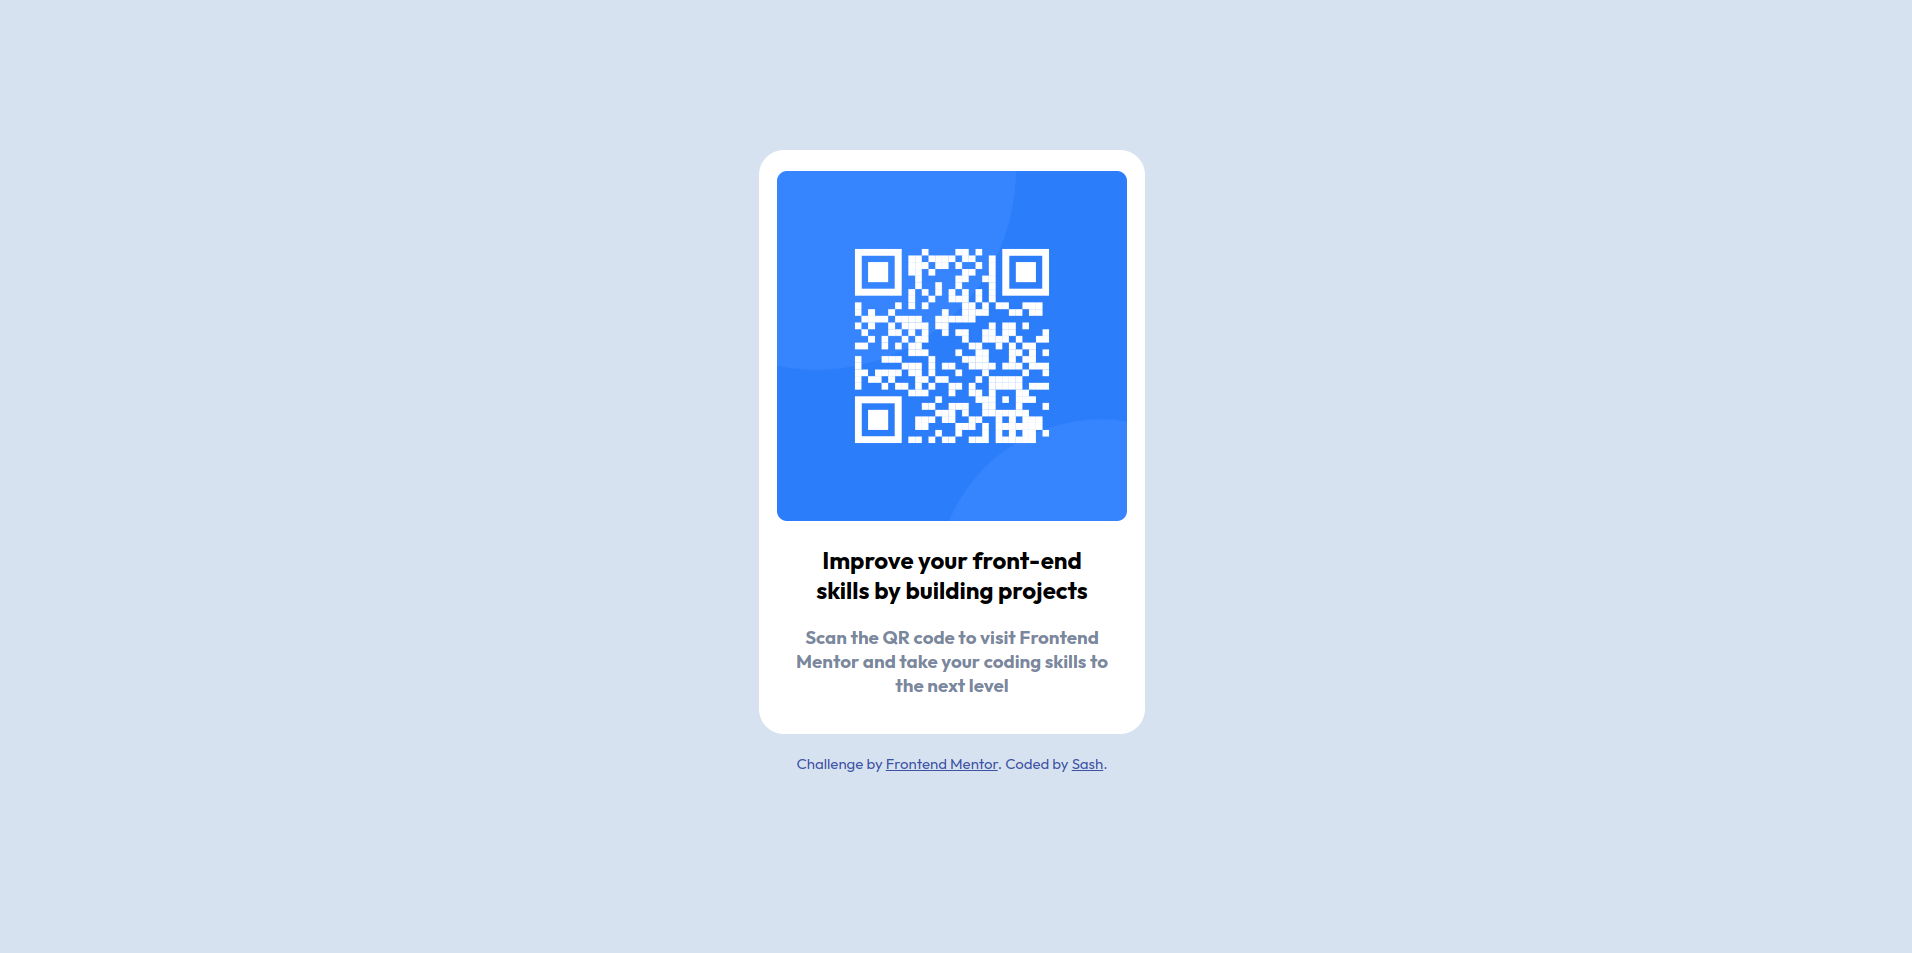 Improve your front-end
skills by building projects
Scan the QR code to visit Frontend
Mentor and take your coding skills to
the next level
Challenge by Frontend Mentor. Coded by Sash.